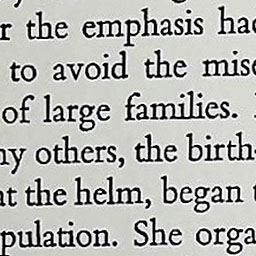 r the emphasis had
to avoid the mise
of large families.
ny others, the birth-
at the helm, began t
pulation. She orga